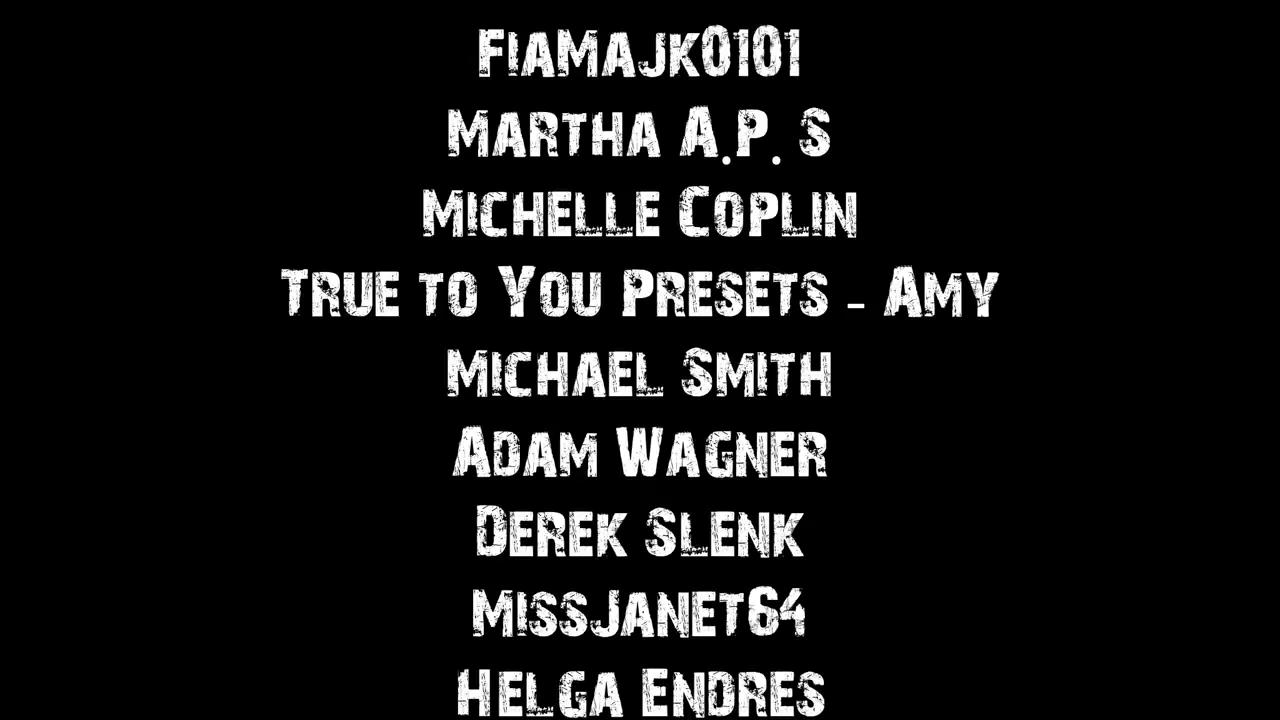 FiaMajk0101
Martha A.P. S
Michelle Coplin
True to You Presets - Amy
Michael Smith
Adam Wagner
Derek Slenk
MissJanet64
Helga Endres